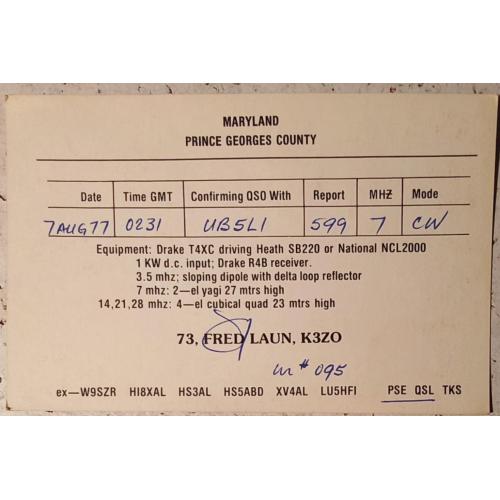 MARYLAND
PRINCE GEORGES COUNTY
Date Time GMT Confirming QSO With Report MHZ Mode
7AUG77 0231 UB5L1 599 7 CW
Equipment: Drake T4XC driving Heath SB220 or National NCL2000
1 KW d.c. input; Drake R4B receiver.
3.5 mhz; sloping dipole with delta loop reflector
7 mhz: 2—el yagi 27 mtrs high
14,21,28 mhz: 4—el cubical quad 23 mtrs high
73, FRED LAUN, K3ZO
# 095
ex—W9SZR HI8XAL HS3AL HS5ABD XV4AL LU5HFI PSE QSL TKS